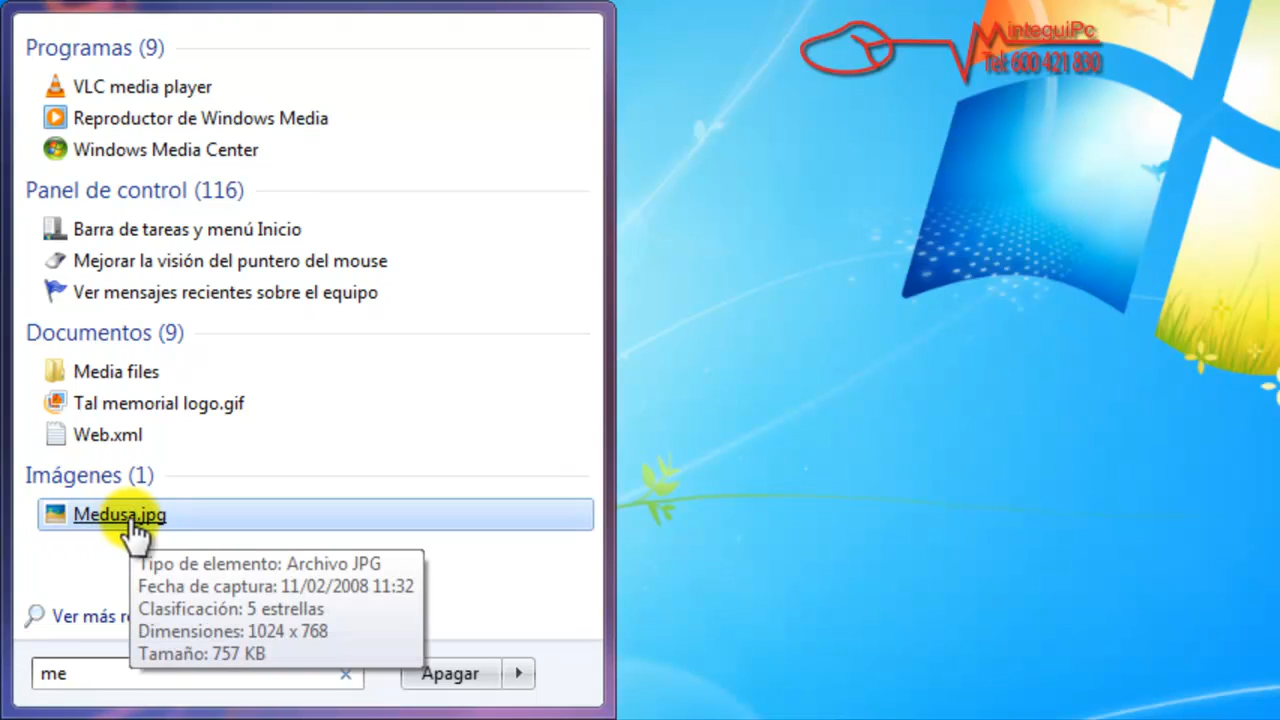 Programas (9)
VLC media player
Reproductor de Windows Media
Windows Media Center
Panel de control (116)
Barra de tareas y menú Inicio
Mejorar la visión del puntero del mouse
Ver mensajes recientes sobre el equipo
Documentos (9)
Media files
Tal memorial logo.gif
Web.xml
Imágenes (1)
Medusa.jpg
Tipo de elemento: Archivo JPG
Fecha de captura: 11/02/2008 11:32
Clasificación: 5 estrellas
Dimensiones: 1024 x 768
Tamaño: 757 KB
Ver más
me
Apagar
MintequiPc
Tel: 600 421 830